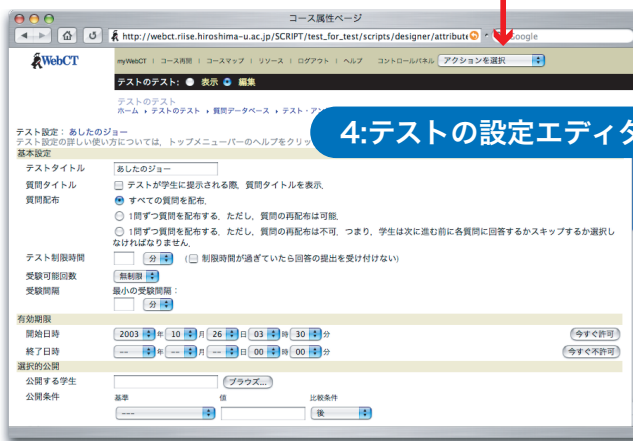 コース属性ページ
http://webct.riise.hiroshima-u.ac.jp/SCRIPT/test_for_test/scripts/designer/attribute
Google
WebCT
myWebCT | コース再開 | コースマップ | リソース | ログアウト | ヘルプ コントロールパネル アクションを選択
テストのテスト: 表示 編集
テストのテスト
ホーム › テストのテスト › 質問データベース › テスト・アン
4:テストの設定エディタ
テスト設定： あしたのジョー
テスト設定の詳しい使い方については, トップメニューバーのヘルプをクリッ
基本設定
テストタイトル あしたのジョー
質問タイトル テストが学生に提示される際, 質問タイトルを表示.
質問配布 すべての質問を配布.
1問ずつ質問を配布する. ただし, 質問の再配布は可能.
1問ずつ質問を配布する. ただし, 質問の再配布は不可. つまり, 学生は次に進む前に各質問に回答するかスキップするか選択し
なければなりません.
テスト制限時間 分 (制限時間が過ぎていたら回答の提出を受け付けない)
受験可能回数 無制限
受験間隔 最小の受験間隔：
分
有効期限
開始日時 2003 年 10 月 26 日 03 時 30 分 今すぐ許可
終了日時 -- 年 -- 月 -- 日 00 時 00 分 今すぐ不許可
選択的公開
公開する学生 ブラウズ...
公開条件 基準 値 比較条件
--- 後